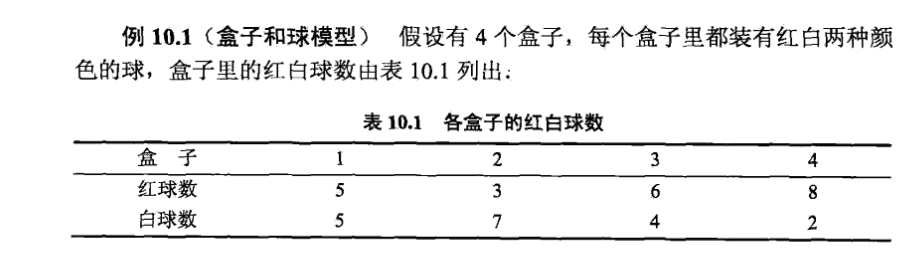 例 10.1（盒子和球模型） 假设有 4 个盒子，每个盒子里都装有红白两种颜
色的球，盒子里的红白球数由表 10.1 列出：
表 10.1 各盒子的红白球数
盒 子 1 2 3 4
红球数 5 3 6 8
白球数 5 7 4 2